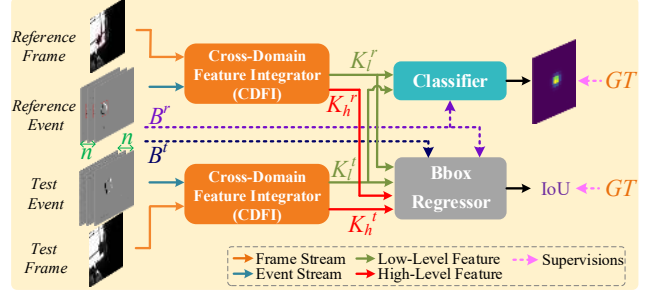 Reference
Frame
Reference
Event
n
n
Test
Event
Test
Frame
Cross-Domain
Feature Integrator
(CDFI)
K_l^r
K_h^r
B^r
B^t
Cross-Domain
Feature Integrator
(CDFI)
K_l^t
K_h^t
Classifier
GT
Bbox
Regressor
IoU
GT
Frame Stream
Low-Level Feature
Supervisions
Event Stream
High-Level Feature